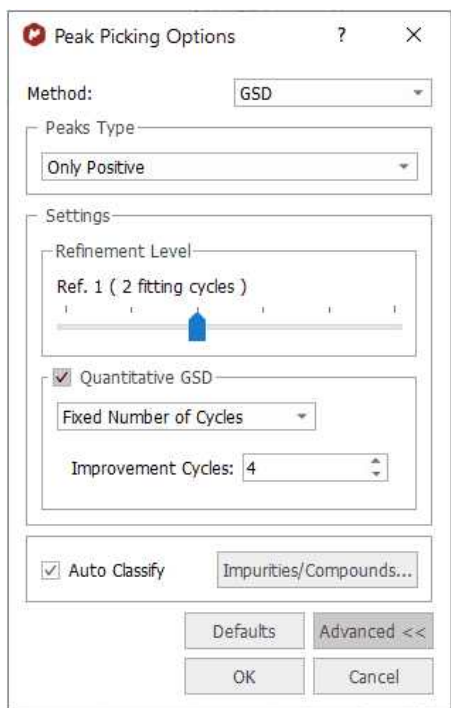 Peak Picking Options ?
Method: GSD
Peaks Type
Only Positive
Settings
Refinement Level
Ref. 1 ( 2 fitting cycles )
Quantitative GSD
Fixed Number of Cycles
Improvement Cycles: 4
Auto Classify Impurities/Compounds...
Defaults Advanced <<
OK Cancel